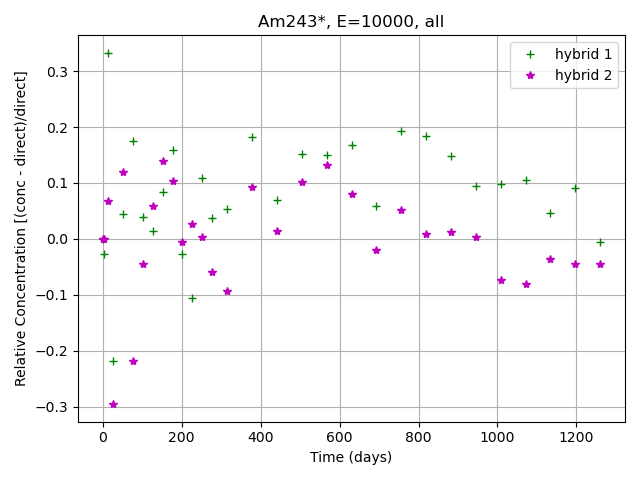 Am243*, E=10000, all
Relative Concentration [(conc - direct)/direct]
0.3
0.2
0.1
0.0
−0.1
−0.2
−0.3
hybrid 1
hybrid 2
0 200 400 600 800 1000 1200
Time (days)